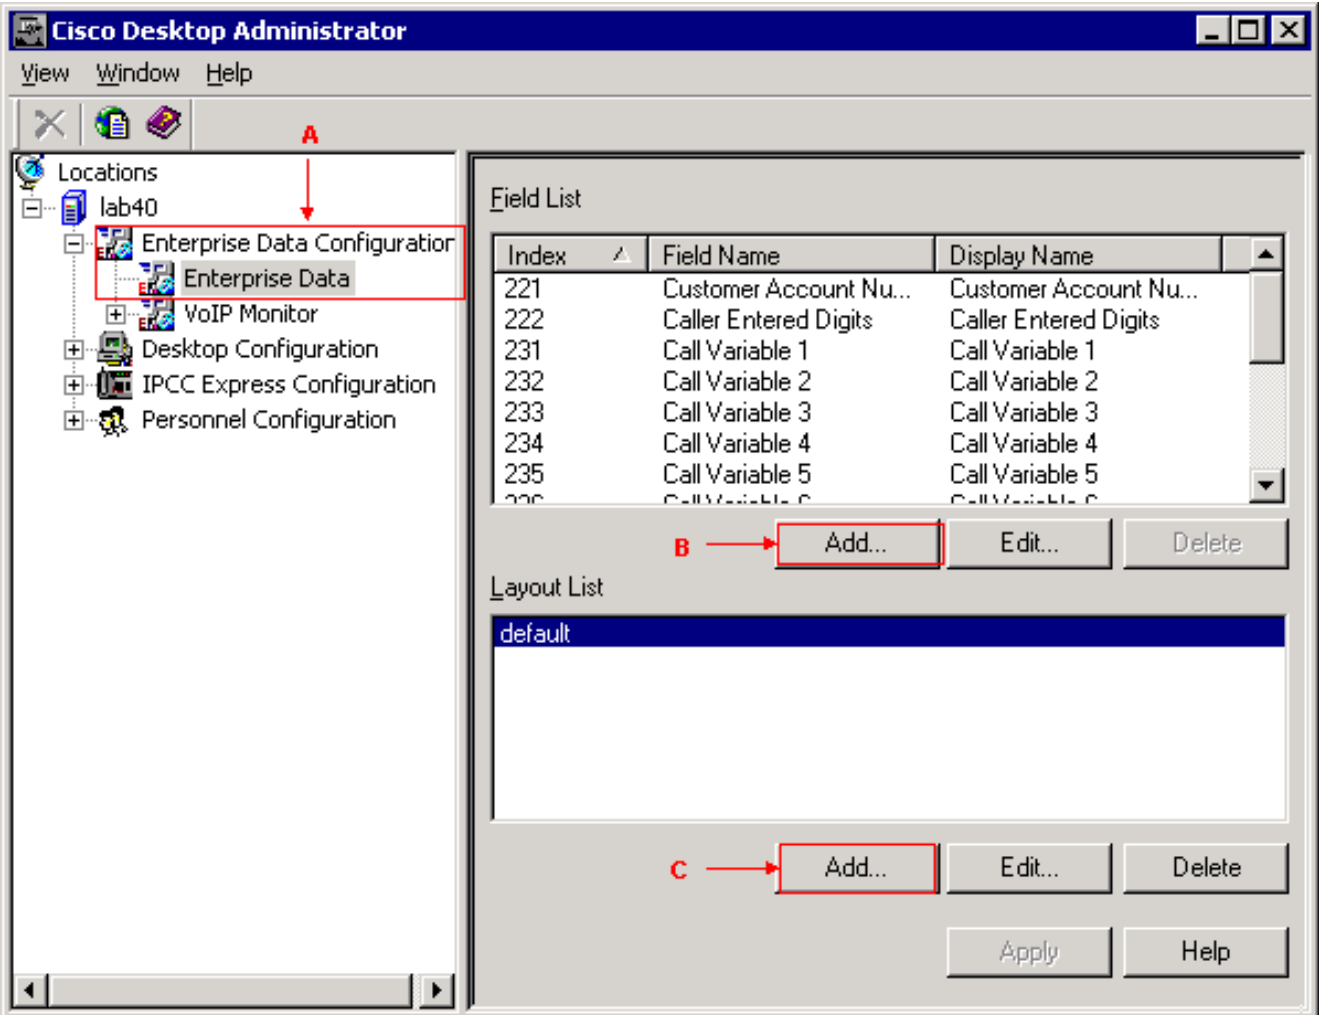 Cisco Desktop Administrator
View Window Help
A
Locations
lab40
Enterprise Data Configuration
Enterprise Data
VoIP Monitor
Desktop Configuration
IPCC Express Configuration
Personnel Configuration
Field List
Index Field Name Display Name
221 Customer Account Nu... Customer Account Nu...
222 Caller Entered Digits Caller Entered Digits
231 Call Variable 1 Call Variable 1
232 Call Variable 2 Call Variable 2
233 Call Variable 3 Call Variable 3
234 Call Variable 4 Call Variable 4
235 Call Variable 5 Call Variable 5
B Add... Edit... Delete
Layout List
default
C Add... Edit... Delete
Apply Help